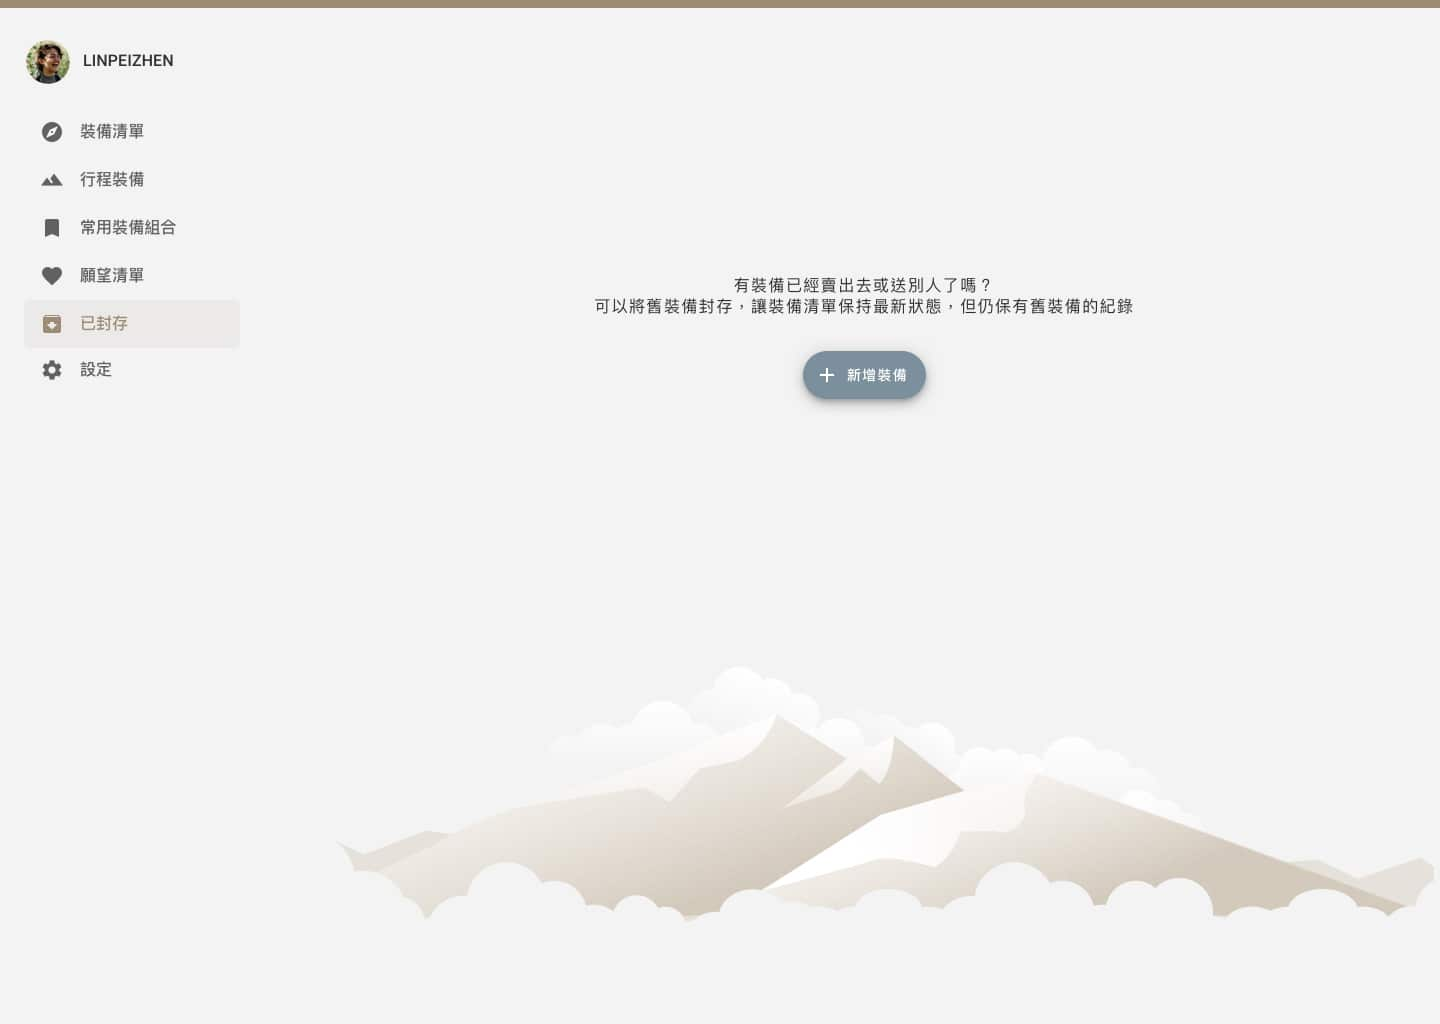 LINPEIZHEN
裝備清單
行程裝備
常用裝備組合
願望清單
已封存
設定
有裝備已經賣出去或送別人了嗎？
可以將舊裝備封存，讓裝備清單保持最新狀態，但仍保有舊裝備的紀錄
新增裝備